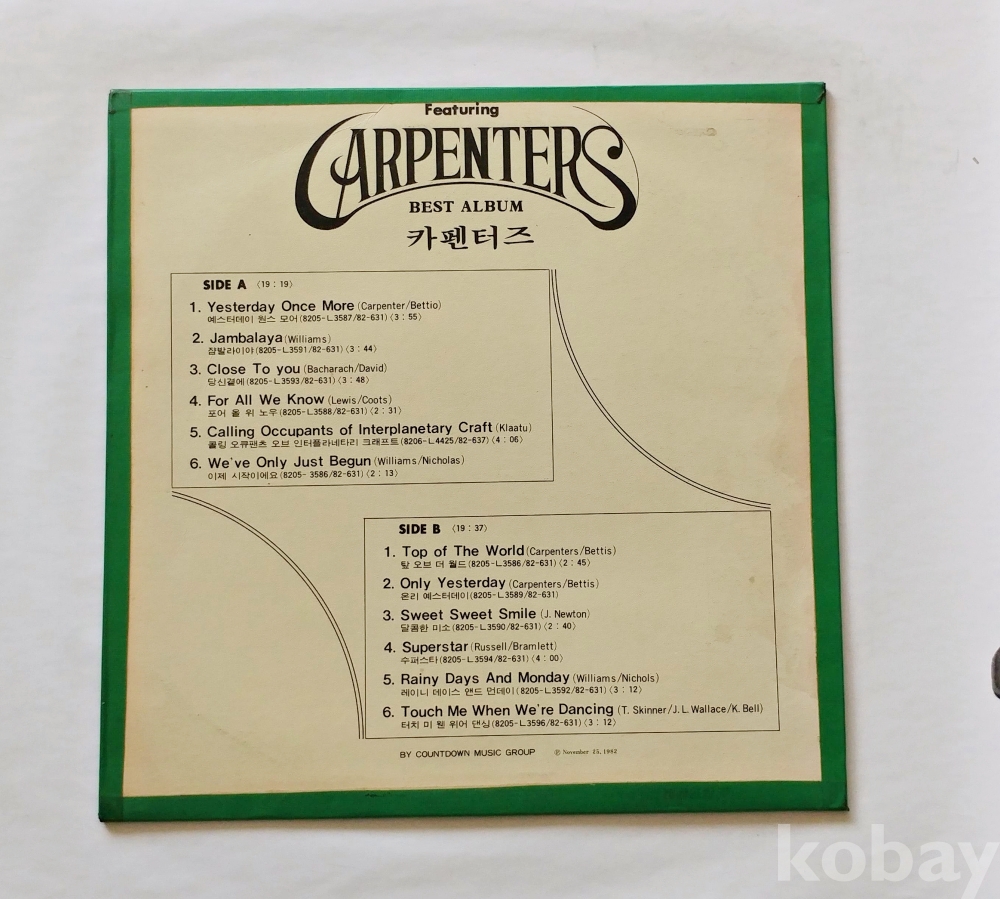 Featuring
CARPENTERS
BEST ALBUM
카펜터즈
SIDE A 〈19 : 19〉
1. Yesterday Once More (Carpenter/Bettio)
예스터데이 원스 모어 (8205-L3587/82-631) 〈3 : 55〉
2. Jambalaya (Williams)
쟘발라이야 (8205-L3591/82-631) 〈3 : 44〉
3. Close To you (Bacharach/David)
당신곁에 (8205-L3593/82-631) 〈3 : 48〉
4. For All We Know (Lewis/Coots)
포어 올 위 노우 (8205-L3588/82-631) 〈2 : 31〉
5. Calling Occupants of Interplanetary Craft (Klaatu)
콜링 오큐팬츠 오브 인터플라네타리 크래프트 (8206-L4425/82-637) 〈4 : 06〉
6. We've Only Just Begun (Williams/Nicholas)
이제 시작이에요 (8205- 3586/82-631) 〈2 : 13〉
SIDE B 〈19 : 37〉
1. Top of The World (Carpenters/Bettis)
탑 오브 더 월드 (8205-L3586/82-631) 〈2 : 45〉
2. Only Yesterday (Carpenters/Bettis)
온리 예스터데이 (8205-L3589/82-631)
3. Sweet Sweet Smile (J. Newton)
달콤한 미소 (8205-L3590/82-631) 〈2 : 40〉
4. Superstar (Russell/Bramlett)
수퍼스타 (8205-L3594/82-631) 〈4 : 00〉
5. Rainy Days And Monday (Williams/Nichols)
레이니 데이스 앤드 먼데이 (8205-L3592/82-631) 〈3 : 12〉
6. Touch Me When We're Dancing (T. Skinner/J. L. Wallace/K. Bell)
터치 미 웬 위어 댄싱 (8205-L3596/82-631) 〈3 : 12〉
BY COUNTDOWN MUSIC GROUP ℗ November 25, 1982
kobay